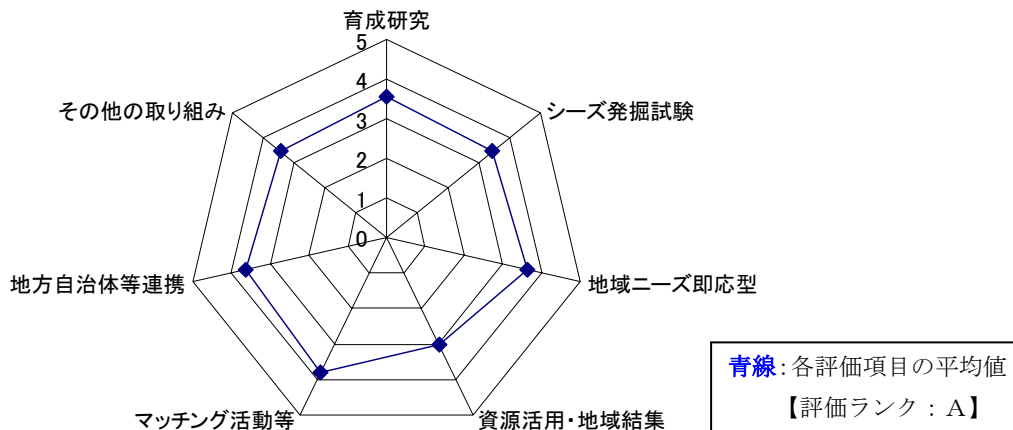 育成研究
5
4
3
2
1
0
シーズ発掘試験
地域ニーズ即応型
資源活用・地域結集
マッチング活動等
地方自治体等連携
その他の取り組み
青線：各評価項目の平均値
【評価ランク：A】